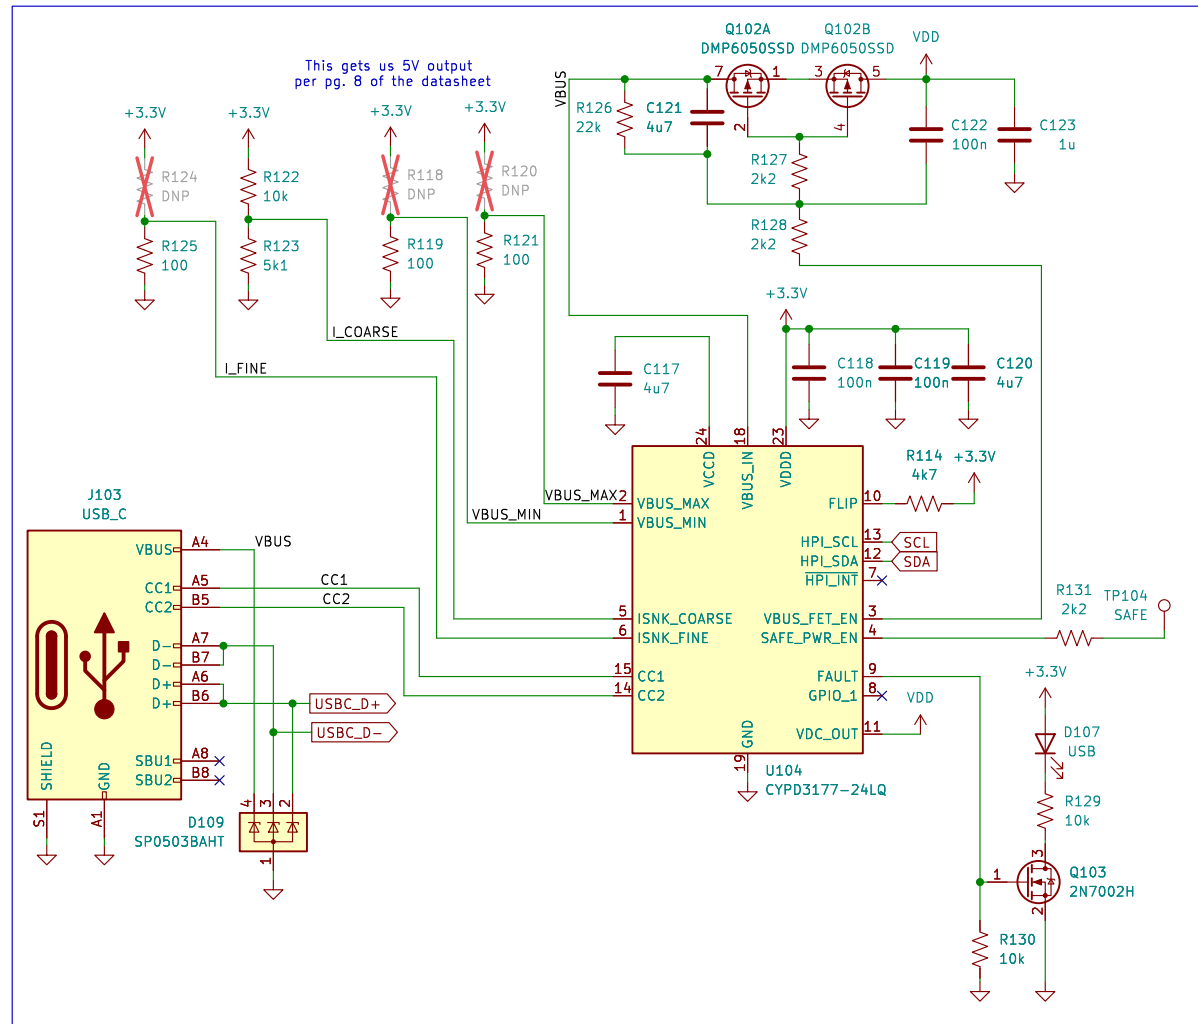 This gets us 5V output
per pg. 8 of the datasheet
+3.3V
R124
DNP
R125
100
I_FINE
+3.3V
R122
10k
R123
5k1
I_COARSE
+3.3V
R118
DNP
R119
100
VBUS_MIN
+3.3V
R120
DNP
R121
100
VBUS_MAX
VBUS
R126
22k
C121
4u7
Q102A
DMP6050SSD
7
1
2
Q102B
DMP6050SSD
3
5
4
VDD
C122
100n
C123
1u
R127
2k2
R128
2k2
+3.3V
C117
4u7
C118
100n
C119
100n
C120
4u7
24
18
23
VCCD
VBUS_IN
VDDD
2
VBUS_MAX
1
VBUS_MIN
5
ISNK_COARSE
6
ISNK_FINE
15
CC1
14
CC2
FLIP
10
HPI_SCL
13
HPI_SDA
12
HPI_INT
7
VBUS_FET_EN
3
SAFE_PWR_EN
4
FAULT
9
GPIO_1
8
VDC_OUT
11
GND
19
U104
CYPD3177-24LQ
R114
4k7
+3.3V
SCL
SDA
R131
2k2
TP104
SAFE
VDD
+3.3V
D107
USB
R129
10k
3
1
2
Q103
2N7002H
R130
10k
J103
USB_C
VBUS
A4
VBUS
CC1
A5
CC1
CC2
B5
CC2
D-
A7
D-
B7
D+
A6
D+
B6
USBC_D+
USBC_D-
SBU1
A8
SBU2
B8
SHIELD
GND
S1
A1
4
3
2
D109
SP0503BAHT
1